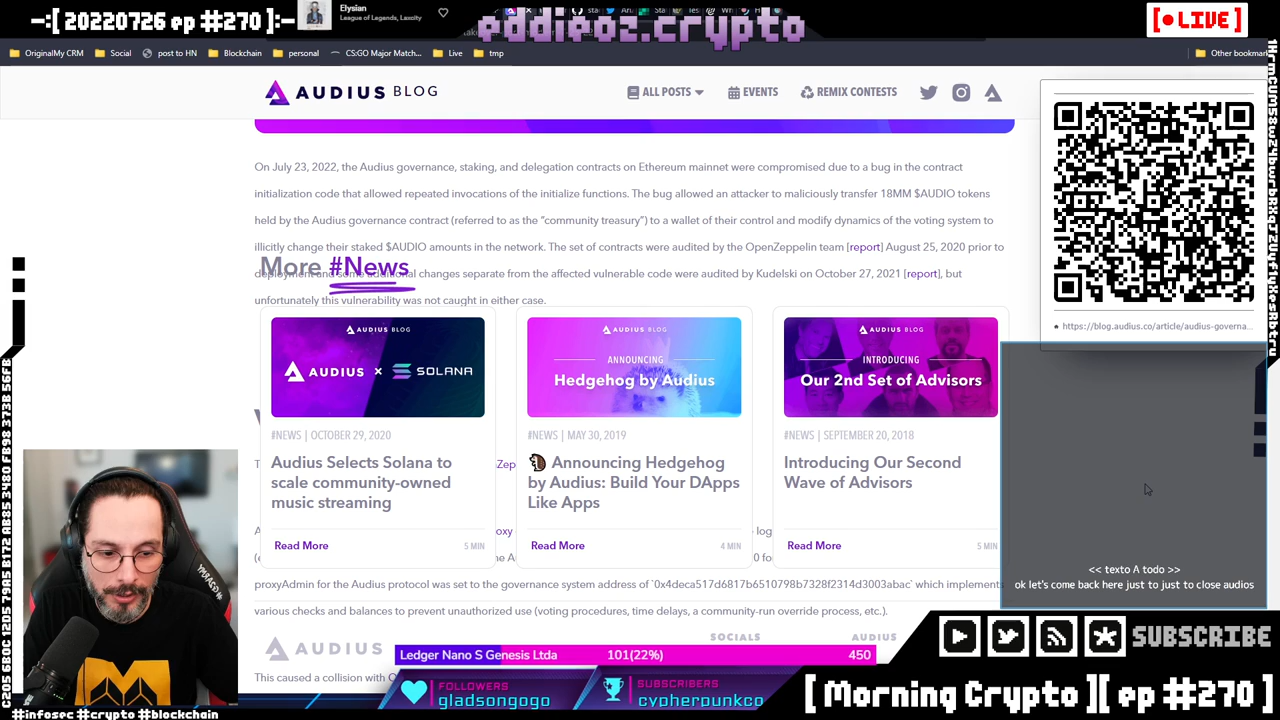 -:[ 20220726 ep #270 ]:-
Elysian
League of Legends, Laxcity
eddieoz.crypto
[ • LIVE ]
OriginalMy CRM
Social
post to HN
Blockchain
personal
CS:GO Major Match...
Live
tmp
Other bookmar
AUDIUS BLOG
ALL POSTS
EVENTS
REMIX CONTESTS
On July 23, 2022, the Audius governance, staking, and delegation contracts on Ethereum mainnet were compromised due to a bug in the contract
initialization code that allowed repeated invocations of the initialize functions. The bug allowed an attacker to maliciously transfer 18MM $AUDIO tokens
held by the Audius governance contract (referred to as the “community treasury”) to a wallet of their control and modify dynamics of the voting system to
illicitly change their staked $AUDIO amounts in the network. The set of contracts were audited by the OpenZeppelin team [report] August 25, 2020 prior to
deployment and some additional changes separate from the affected vulnerable code were audited by Kudelski on October 27, 2021 [report], but
unfortunately this vulnerability was not caught in either case.
More #News
https://blog.audius.co/article/audius-governa...
AUDIUS BLOG
AUDIUS × SOLANA
#NEWS | OCTOBER 29, 2020
Audius Selects Solana to
scale community-owned
music streaming
Read More
5 MIN
AUDIUS BLOG
ANNOUNCING
Hedgehog by Audius
#NEWS | MAY 30, 2019
Announcing Hedgehog
by Audius: Build Your DApps
Like Apps
Read More
4 MIN
AUDIUS BLOG
INTRODUCING
Our 2nd Set of Advisors
#NEWS | SEPTEMBER 20, 2018
Introducing Our Second
Wave of Advisors
Read More
5 MIN
proxyAdmin for the Audius protocol was set to the governance system address of `0x4deca517d6817b6510798b7328f2314d3003abac` which implements
various checks and balances to prevent unauthorized use (voting procedures, time delays, a community-run override process, etc.).
<< texto A todo >>
ok let's come back here just to just to close audios
AUDIUS
SOCIALS
AUDIUS
This caused a collision with
Ledger Nano S Genesis Ltda
101(22%)
450
FOLLOWERS
gladsongogo
SUBSCRIBERS
cypherpunkco
SUBSCRIBE
[ Morning Crypto ][ ep #270 ]
#infosec #crypto #blockchain